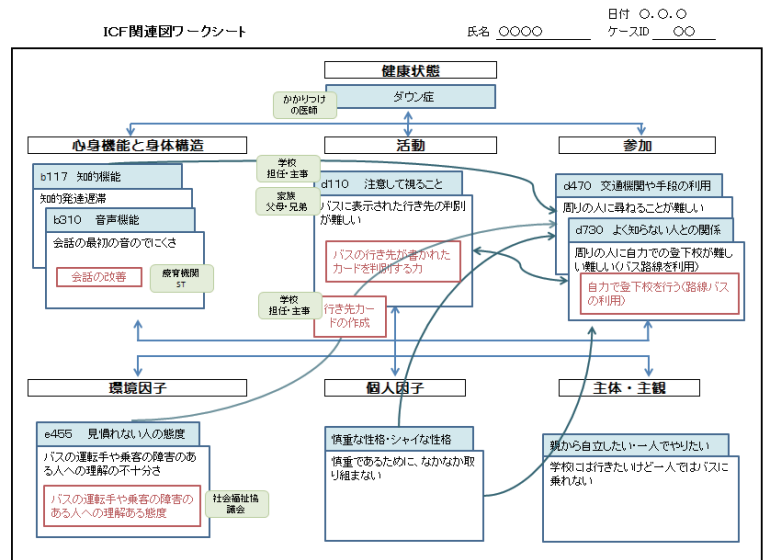 日付 ○.○.○
ICF関連図ワークシート
氏名 ○○○○
ケースID ○○
健康状態
ダウン症
かかりつけ
の医師
心身機能と身体構造
活動
参加
b117 知的機能
知的発達遅滞
b310 音声機能
会話の最初の音のでにくさ
会話の改善
療育機関
ST
学校
担任・主事
家族
父母・兄弟
d110 注意して視ること
バスに表示された行き先の判別
が難しい
バスの行き先が書かれた
カードを判別する力
学校
担任・主事
行き先カー
ドの作成
d470 交通機関や手段の利用
周りの人に尋ねることが難しい
d730 よく知らない人との関係
周りの人に自力での登下校が難し
い難しい(バス路線を利用)
自力で登下校を行う(路線バス
の利用)
環境因子
個人因子
主体・主観
e455 見慣れない人の態度
バスの運転手や乗客の障害のあ
る人への理解の不十分さ
バスの運転手や乗客の障害の
ある人への理解ある態度
社会福祉協
議会
慎重な性格・シャイな性格
慎重であるために、なかなか取
り組まない
親から自立したい・一人でやりたい
学校には行きたいけど一人ではバスに
乗れない